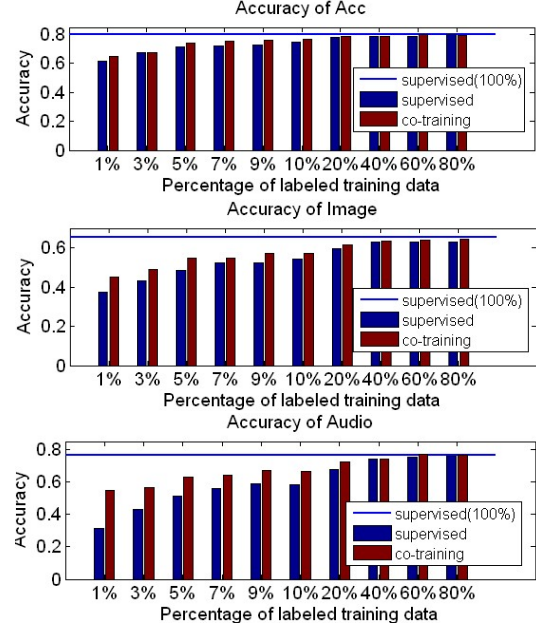 Accuracy of Acc
0.8
0.6
0.4
0.2
0
Accuracy
supervised(100%)
supervised
co-training
1% 3% 5% 7% 9% 10% 20% 40% 60% 80%
Percentage of labeled training data
Accuracy of Image
0.6
0.4
0.2
0
Accuracy
supervised(100%)
supervised
co-training
1% 3% 5% 7% 9% 10% 20% 40% 60% 80%
Percentage of labeled training data
Accuracy of Audio
0.8
0.6
0.4
0.2
0
Accuracy
supervised(100%)
supervised
co-training
1% 3% 5% 7% 9% 10% 20% 40% 60% 80%
Percentage of labeled training data